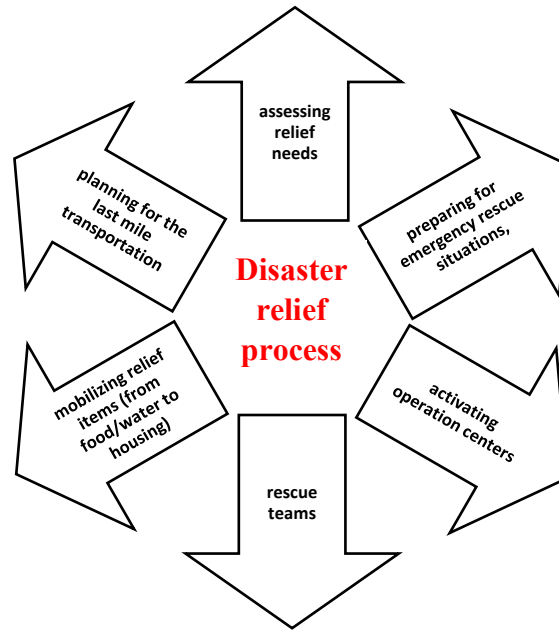 assessing
relief
needs
preparing for
emergency rescue
situations,
activating
operation centers
rescue
teams
mobilizing relief
items (from
food/water to
housing)
planning for the
last mile
transportation
Disaster
relief
process